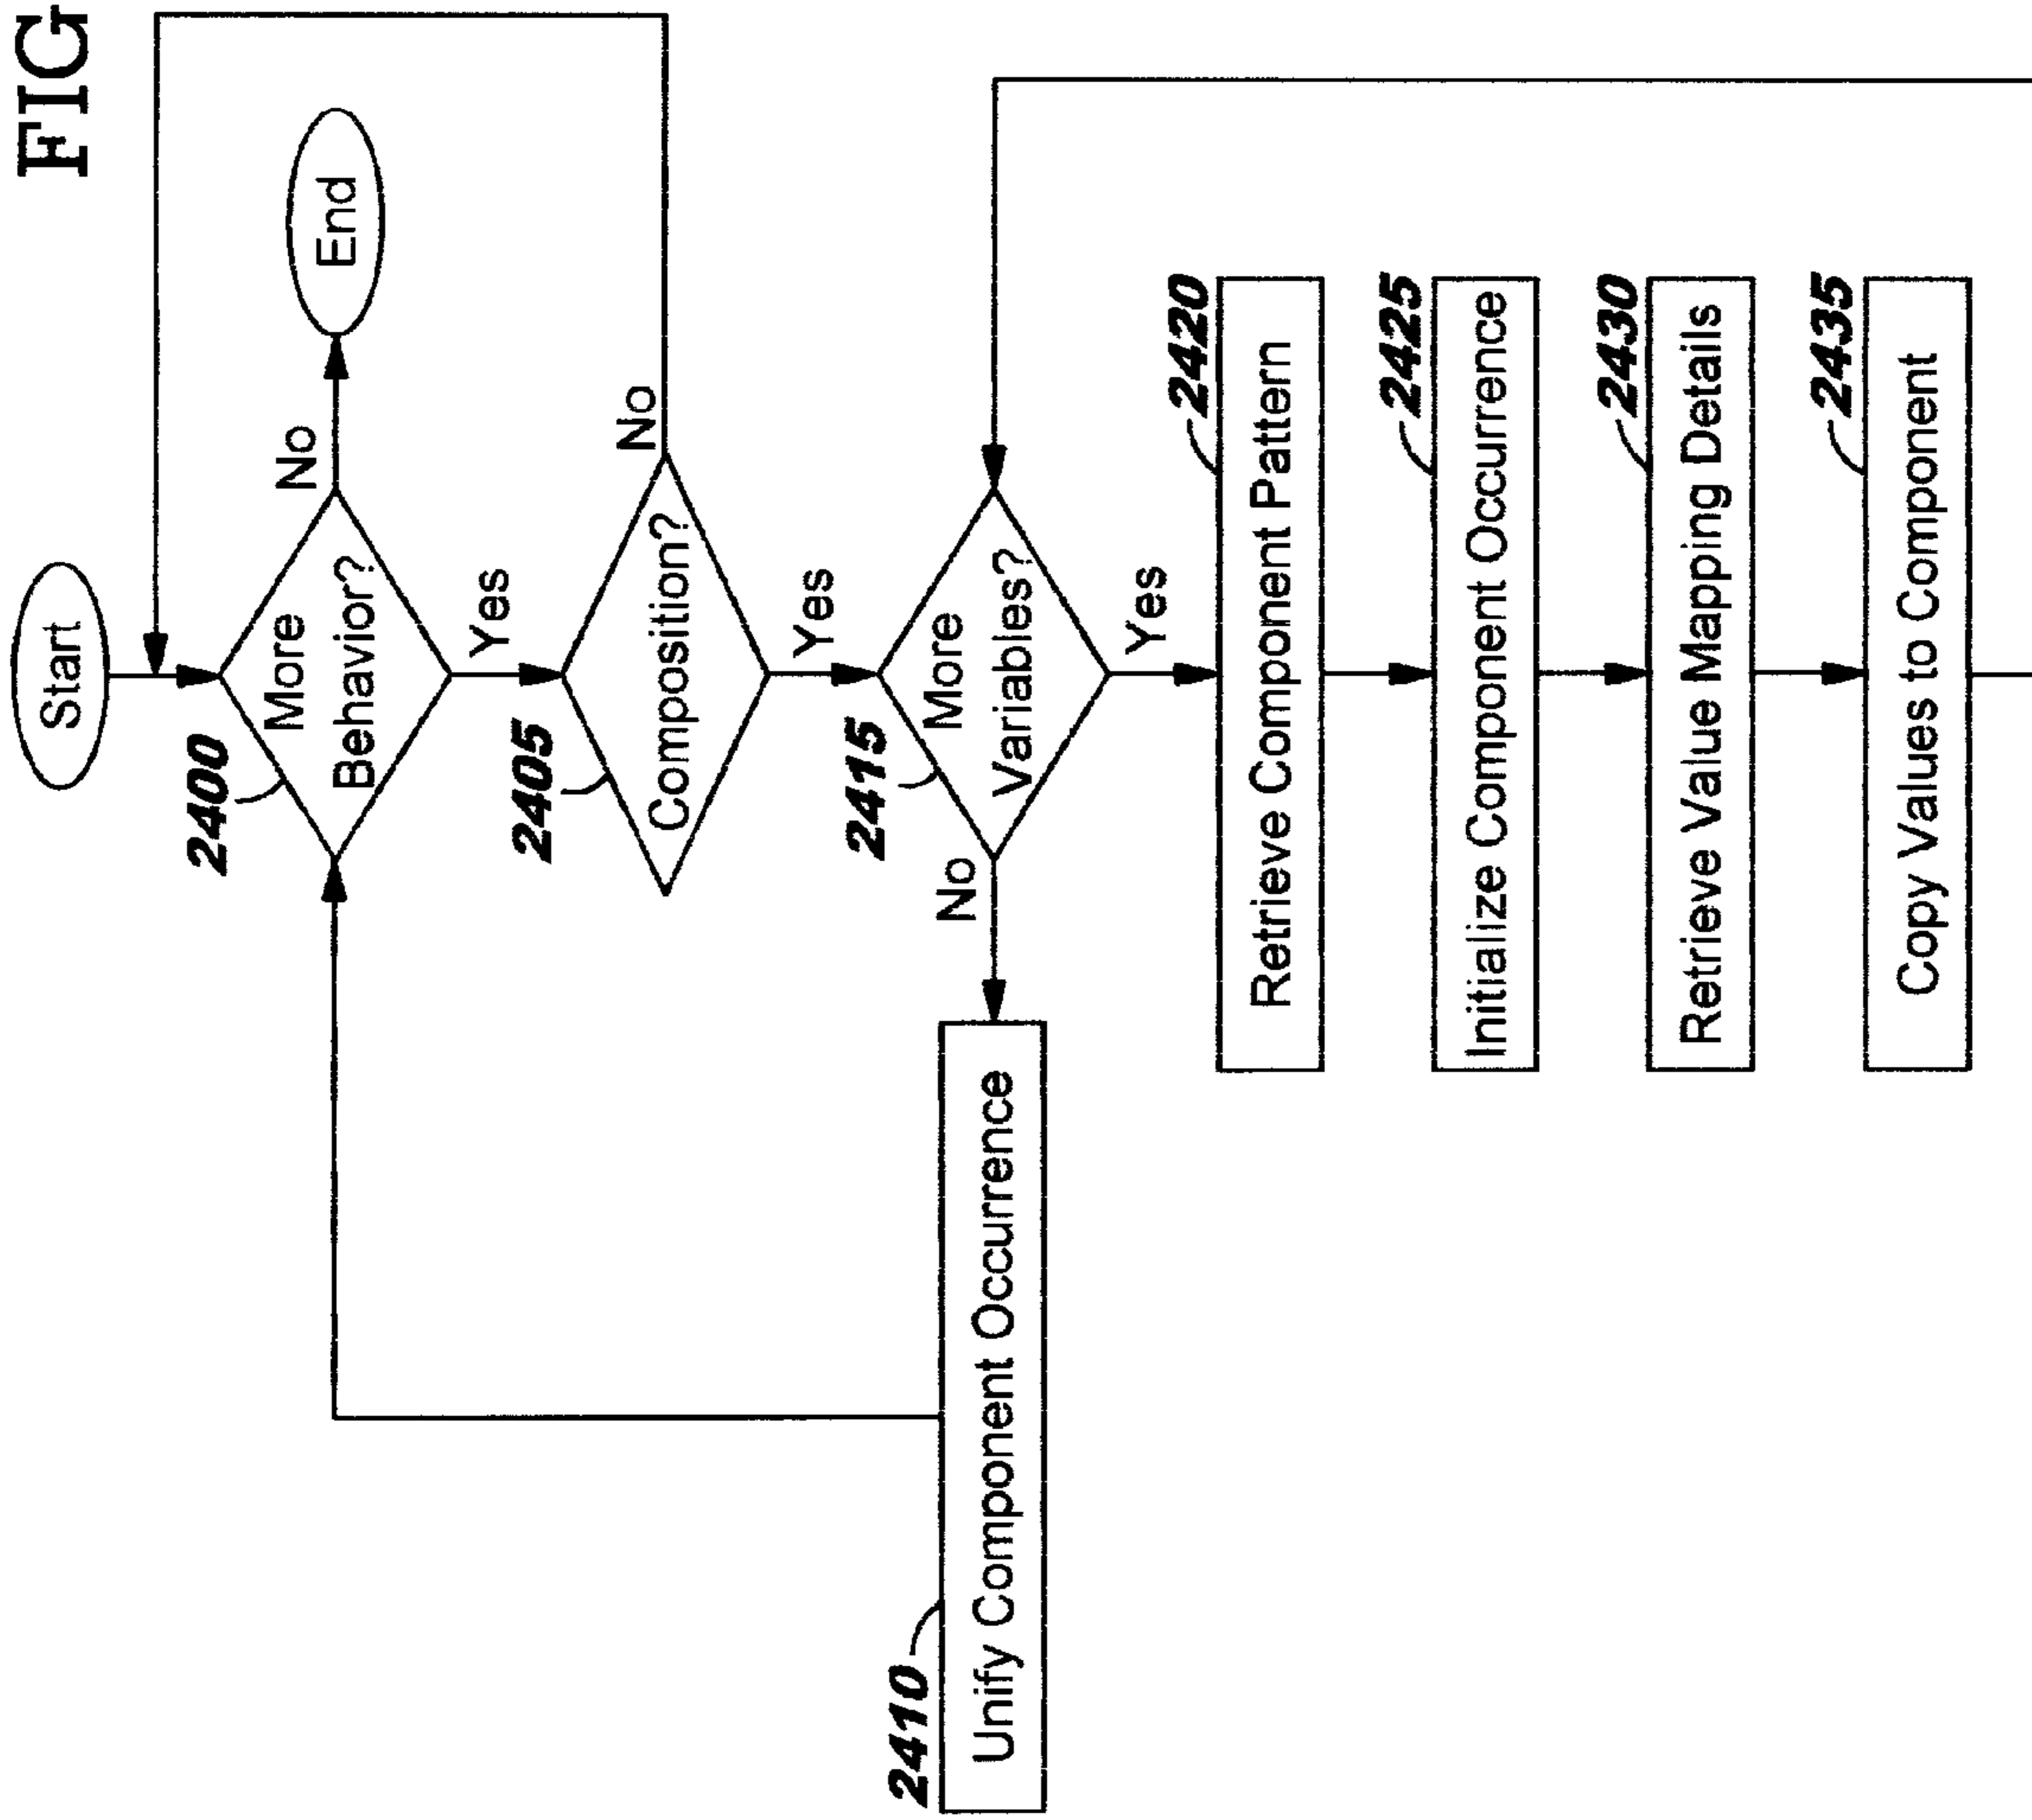 FIG
Start
2400
More
Behavior?
No
End
Yes
2405
Composition?
No
Yes
2415
More
Variables?
No
Yes
2410
Unify Component Occurrence
2420
Retrieve Component Pattern
2425
Initialize Component Occurrence
2430
Retrieve Value Mapping Details
2435
Copy Values to Component